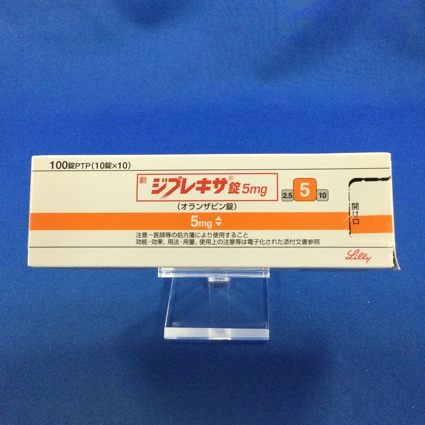 100錠PTP(10錠×10)
劇 ジプレキサ®錠5mg
2.5 5 10
(オランザピン錠)
開け口
5mg
注意-医師等の処方箋により使用すること
効能・効果、用法・用量、使用上の注意等は電子化された添付文書参照
Lilly